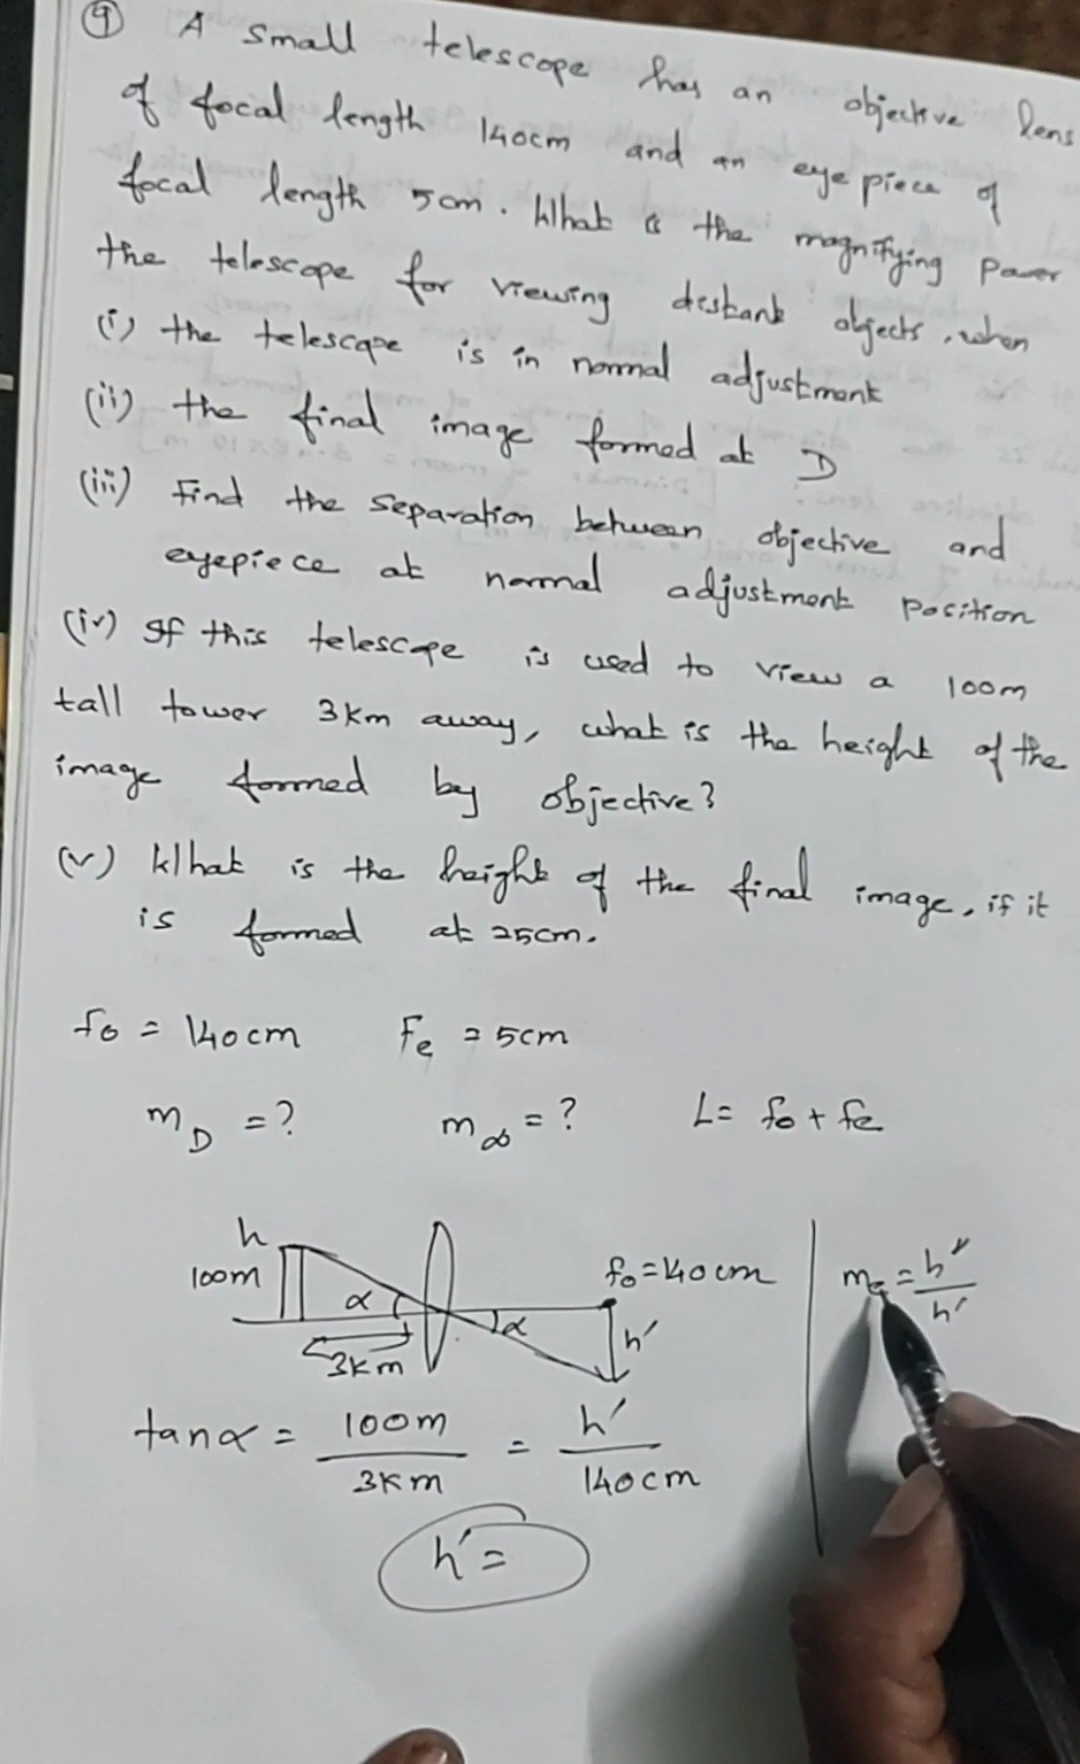 9 A small telescope has an objective lens
of focal length 140cm and an eyepiece of
focal length 5cm. What is the magnifying power
the telescope for viewing distant objects, when
(i) the telescope is in normal adjustment
(ii) the final image formed at D
(iii) Find the separation between objective and
eyepiece at normal adjustment position
(iv) If this telescope is used to view a 100m
tall tower 3km away, what is the height of the
image formed by objective?
(v) What is the height of the final image, if it
is formed at 25cm.
fo = 140cm Fe = 5cm
mD = ? m∞ = ? L = fo + fe
h
100m
α
3km
fo = 140cm
α
h'
me = h''/h'
tanα = 100m/3km = h'/140cm
h' =